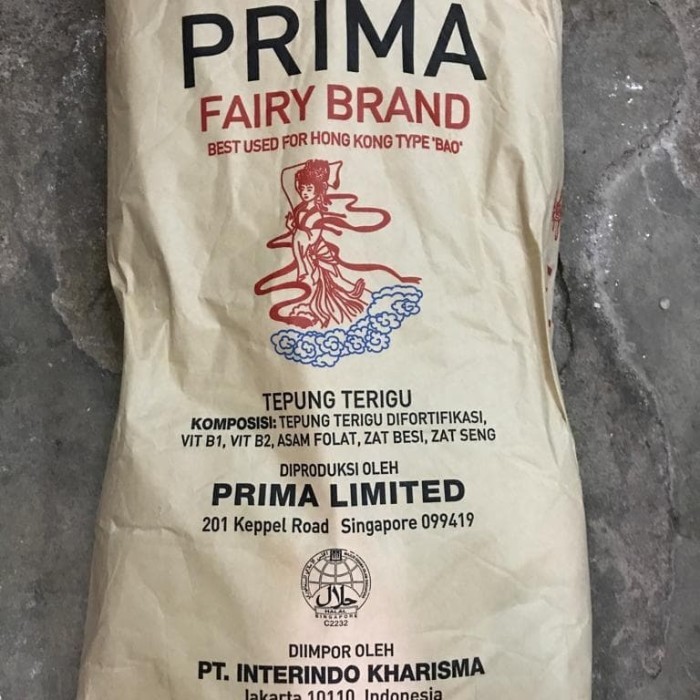 PRIMA
FAIRY BRAND
BEST USED FOR HONG KONG TYPE "BAO"
TEPUNG TERIGU
KOMPOSISI: TEPUNG TERIGU DIFORTIFIKASI,
VIT B1, VIT B2, ASAM FOLAT, ZAT BESI, ZAT SENG
DIPRODUKSI OLEH
PRIMA LIMITED
201 Keppel Road Singapore 099419
حلال
HALAL
SINGAPORE
C2232
DIIMPOR OLEH
PT. INTERINDO KHARISMA
Jakarta 10110, Indonesia